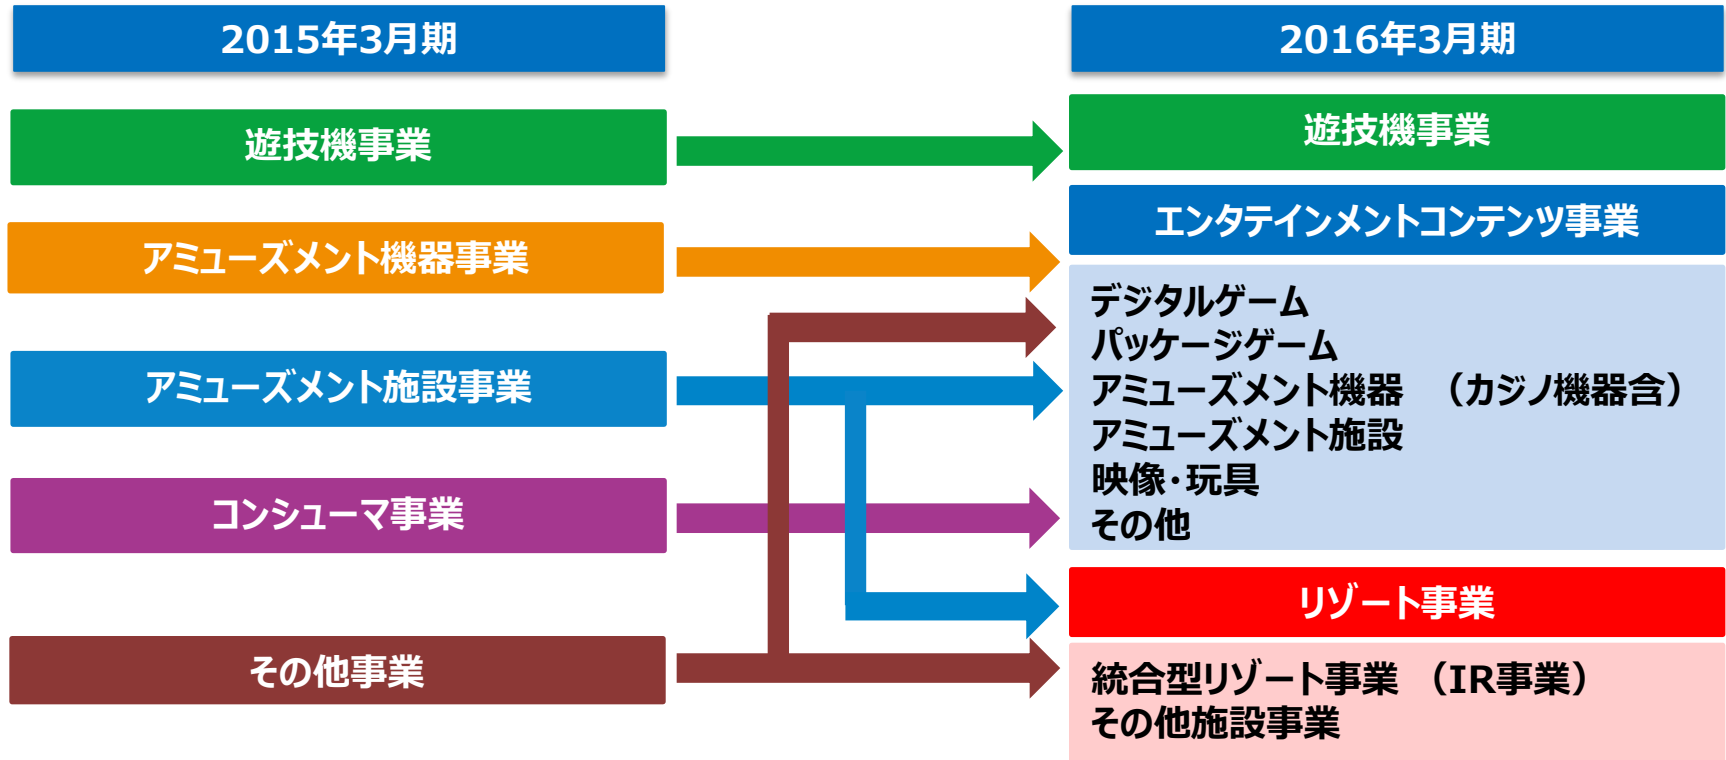 2015年3月期
遊技機事業
アミューズメント機器事業
アミューズメント施設事業
コンシューマ事業
その他事業
2016年3月期
遊技機事業
エンタテインメントコンテンツ事業
デジタルゲーム
パッケージゲーム
アミューズメント機器　（カジノ機器含）
アミューズメント施設
映像・玩具
その他
リゾート事業
統合型リゾート事業　（IR事業）
その他施設事業